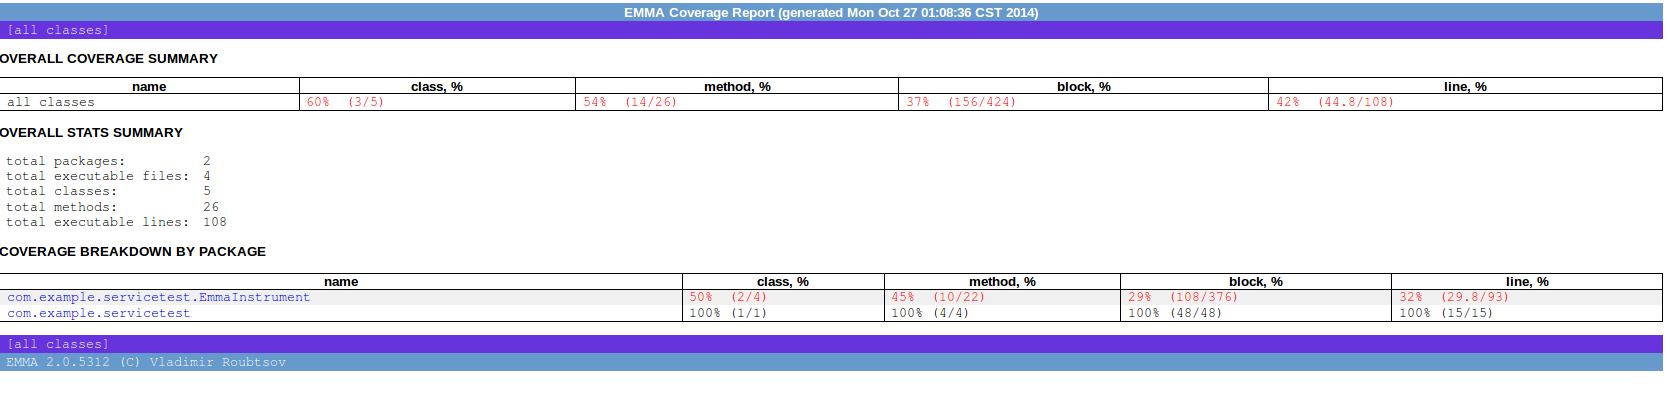 EMMA Coverage Report (generated Mon Oct 27 01:08:36 CST 2014)
[all classes]
OVERALL COVERAGE SUMMARY
name class, % method, % block, % line, %
all classes 60% (3/5) 54% (14/26) 37% (156/424) 42% (44.8/108)
OVERALL STATS SUMMARY
total packages: 2
total executable files: 4
total classes: 5
total methods: 26
total executable lines: 108
COVERAGE BREAKDOWN BY PACKAGE
name class, % method, % block, % line, %
com.example.servicetest.EmmaInstrument 50% (2/4) 45% (10/22) 29% (108/376) 32% (29.8/93)
com.example.servicetest 100% (1/1) 100% (4/4) 100% (48/48) 100% (15/15)
[all classes]
EMMA 2.0.5312 (C) Vladimir Roubtsov